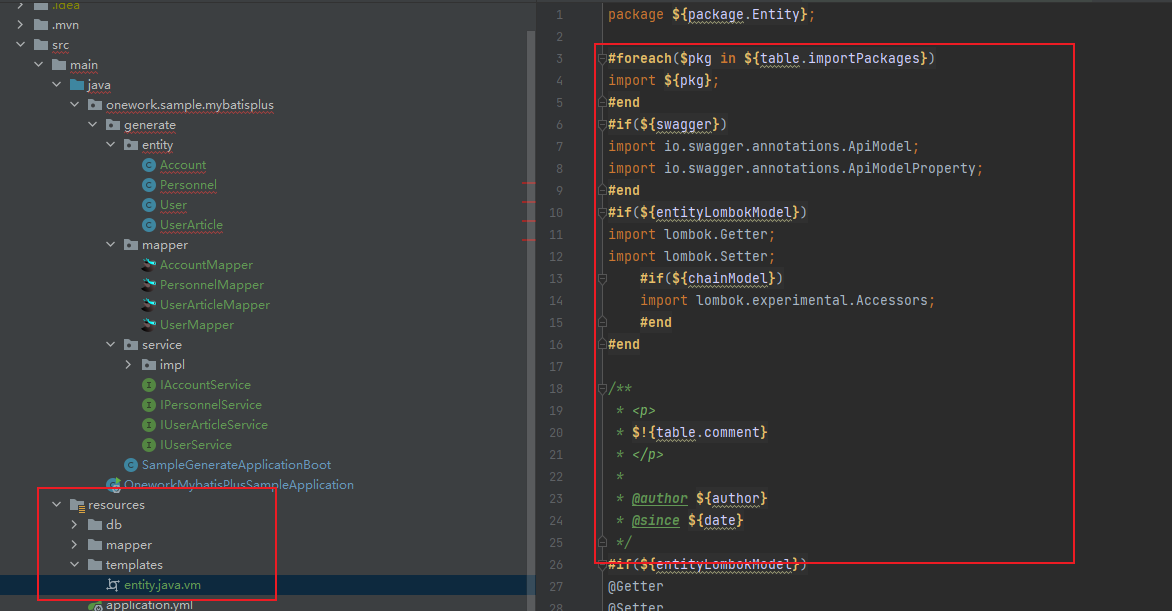 .idea
.mvn
src
main
java
onework.sample.mybatisplus
generate
entity
Account
Personnel
User
UserArticle
mapper
AccountMapper
PersonnelMapper
UserArticleMapper
UserMapper
service
impl
IAccountService
IPersonnelService
IUserArticleService
IUserService
SampleGenerateApplicationBoot
OneworkMybatisPlusSampleApplication
resources
db
mapper
templates
entity.java.vm
application.yml
1 package ${package.Entity};
2
3 #foreach($pkg in ${table.importPackages})
4 import ${pkg};
5 #end
6 #if(${swagger})
7 import io.swagger.annotations.ApiModel;
8 import io.swagger.annotations.ApiModelProperty;
9 #end
10 #if(${entityLombokModel})
11 import lombok.Getter;
12 import lombok.Setter;
13 #if(${chainModel})
14 import lombok.experimental.Accessors;
15 #end
16 #end
17
18 /**
19 * <p>
20 * $!{table.comment}
21 * </p>
22 *
23 * @author ${author}
24 * @since ${date}
25 */
26 #if(${entityLombokModel})
27 @Getter
28 @Setter